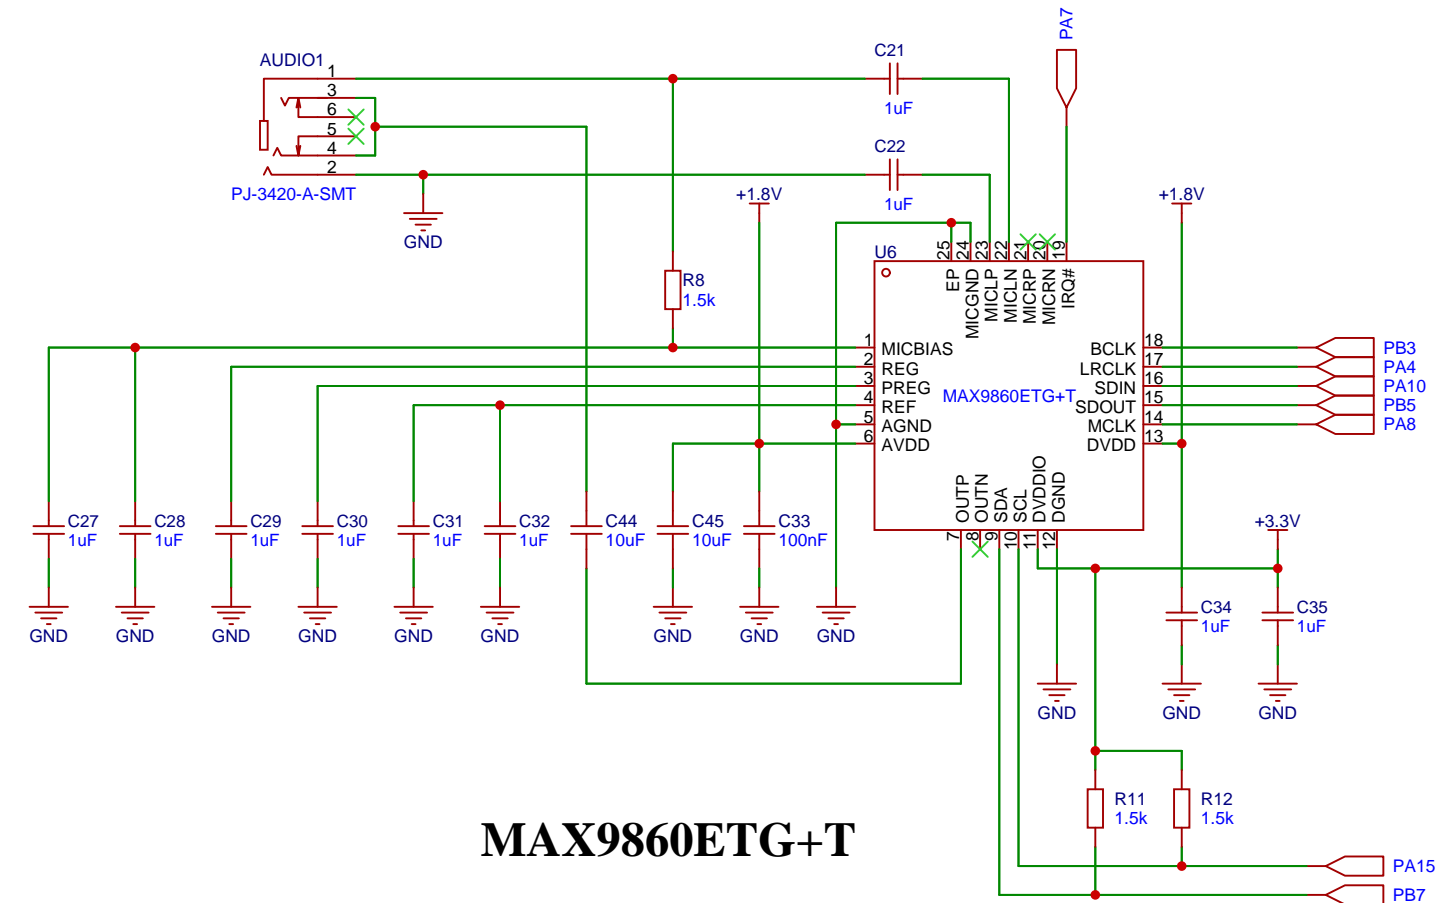 PA7
C21
1uF
AUDIO1
1
3
6
5
4
2
PJ-3420-A-SMT
GND
C22
1uF
+1.8V
+1.8V
U6
25
24
23
22
21
20
19
EP
MICGND
MICLP
MICLN
MICRP
MICRN
IRQ#
R8
1.5k
1
MICBIAS
2
REG
3
PREG
4
REF
5
AGND
6
AVDD
MAX9860ETG+T
BCLK
18
PB3
LRCLK
17
PA4
SDIN
16
PA10
SDOUT
15
PB5
MCLK
14
PA8
DVDD
13
OUTP
OUTN
SDA
SCL
DVDDIO
DGND
7
8
9
10
11
12
C27
1uF
C28
1uF
C29
1uF
C30
1uF
C31
1uF
C32
1uF
C44
10uF
C45
10uF
C33
100nF
+3.3V
GND
GND
GND
GND
GND
GND
GND
GND
GND
C34
1uF
C35
1uF
GND
GND
GND
R11
1.5k
R12
1.5k
MAX9860ETG+T
PA15
PB7